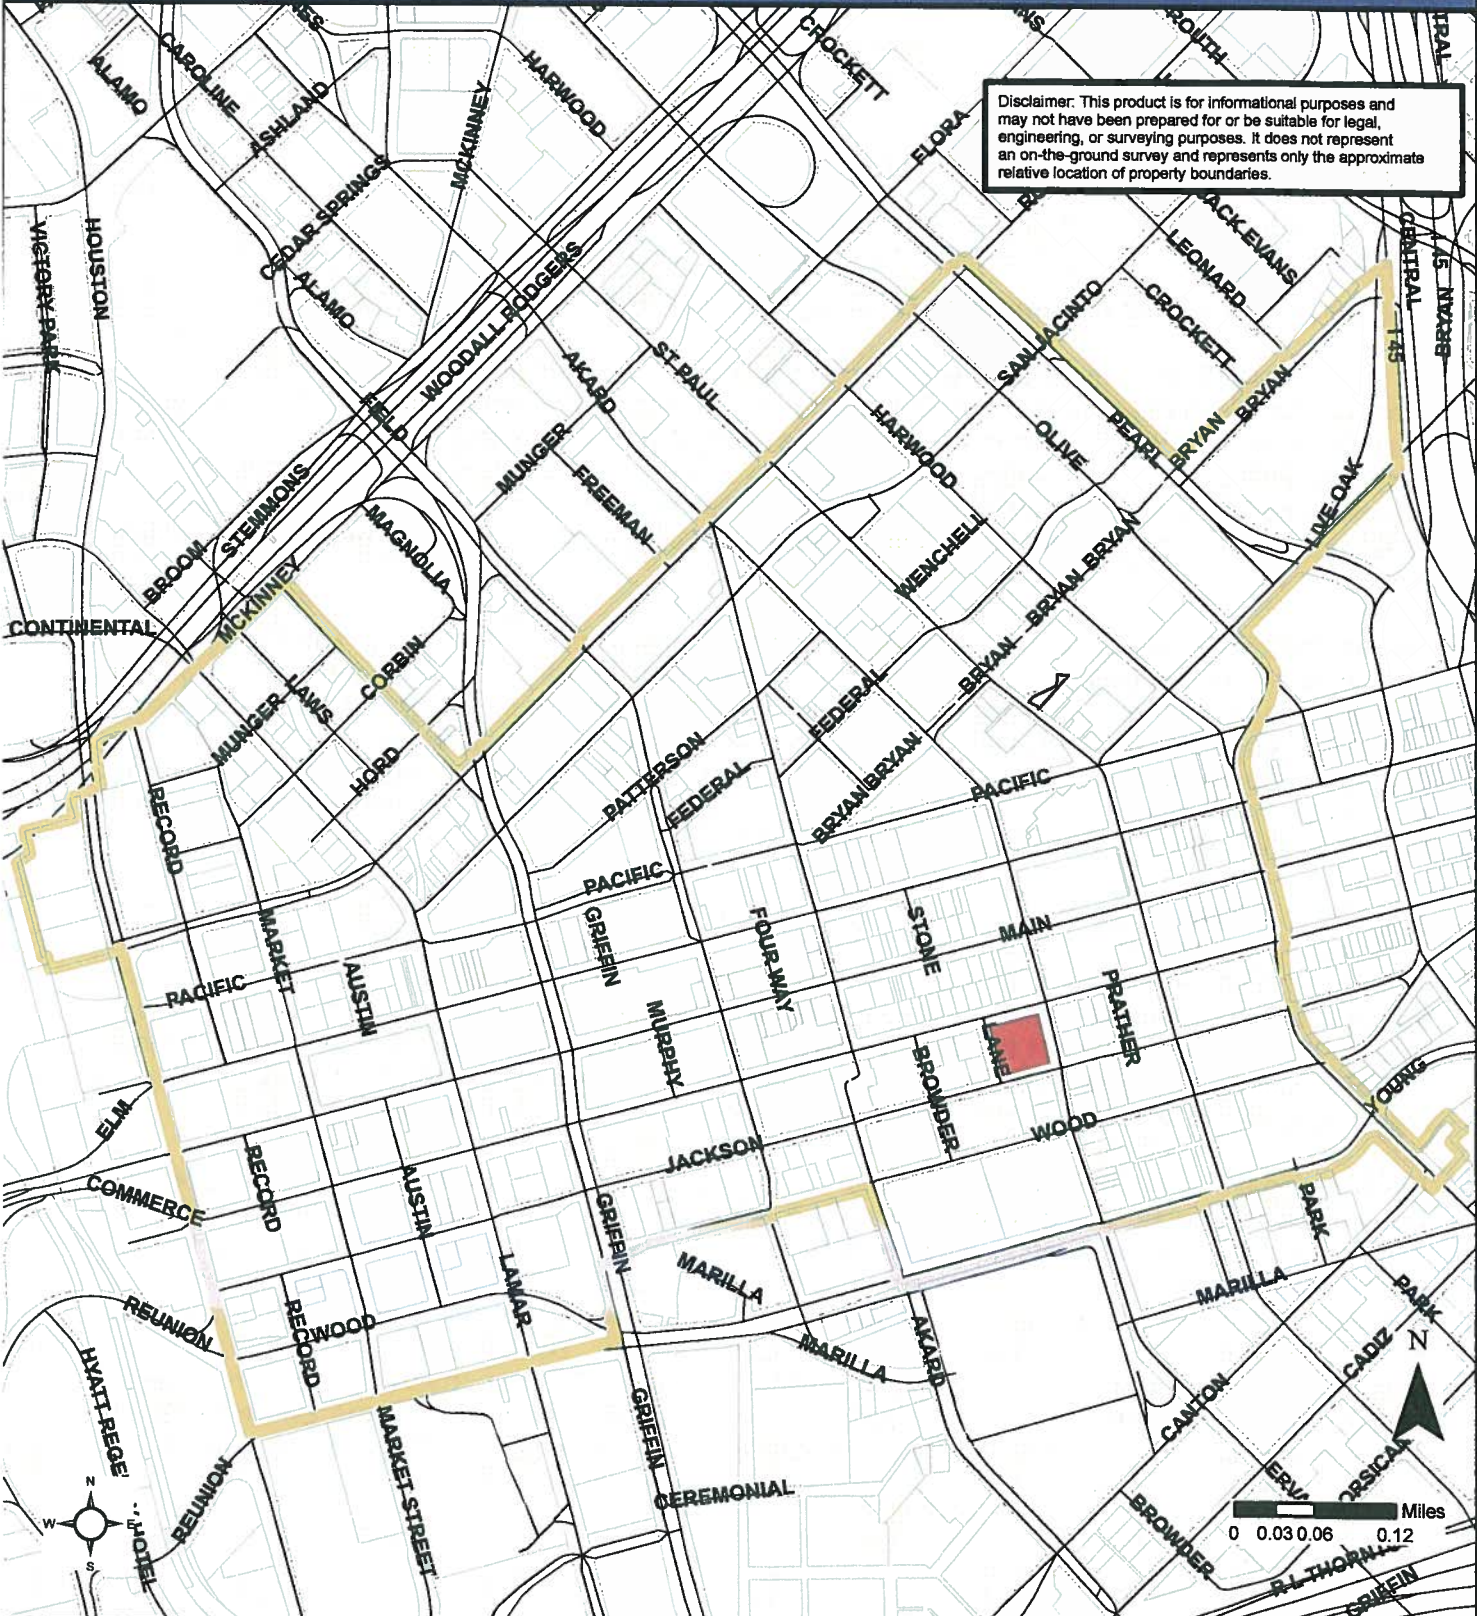 CROCKETT
ALAMO
CAROLINE
ASHLAND
MCKINNEY
HARWOOD
FLORA
Disclaimer: This product is for informational purposes and
may not have been prepared for or be suitable for legal,
engineering, or surveying purposes. It does not represent
an on-the-ground survey and represents only the approximate
relative location of property boundaries.
CEDAR SPRINGS
ALAMO
HOUSTON
VICTORY PARK
WOODALL RODGERS
LEONARD
CROCKETT
CENTRAL
I 45
BRYAN
I 45
SAN JACINTO
AKARD
ST PAUL
FIELD
HARWOOD
OLIVE
PEARL
BRYAN
BRYAN
MUNGER
FREEMAN
LIVE OAK
STEMMONS
BROOM
MAGNOLIA
WENCHELL
BRYAN
BRYAN
MCKINNEY
CONTINENTAL
CORBIN
LAWS
MUNGER
HORD
BRYAN
FEDERAL
PATTERSON
FEDERAL
BRYAN
BRYAN
PACIFIC
RECORD
PACIFIC
MARKET
GRIFFIN
FOUR WAY
STONE
MAIN
PACIFIC
AUSTIN
MURPHY
PRATHER
LANE
BROWDER
YOUNG
ELM
JACKSON
WOOD
COMMERCE
RECORD
AUSTIN
GRIFFIN
PARK
LAMAR
MARILLA
MARILLA
PARK
REUNION
RECORD
WOOD
MARILLA
AKARD
CADIZ
N
HYATT REGE
MARKET STREET
GRIFFIN
CANTON
REUNION
CEREMONIAL
BROWDER
N
W
E
S
HOTEL
Miles
0 0.03 0.06 0.12
GRIFFIN